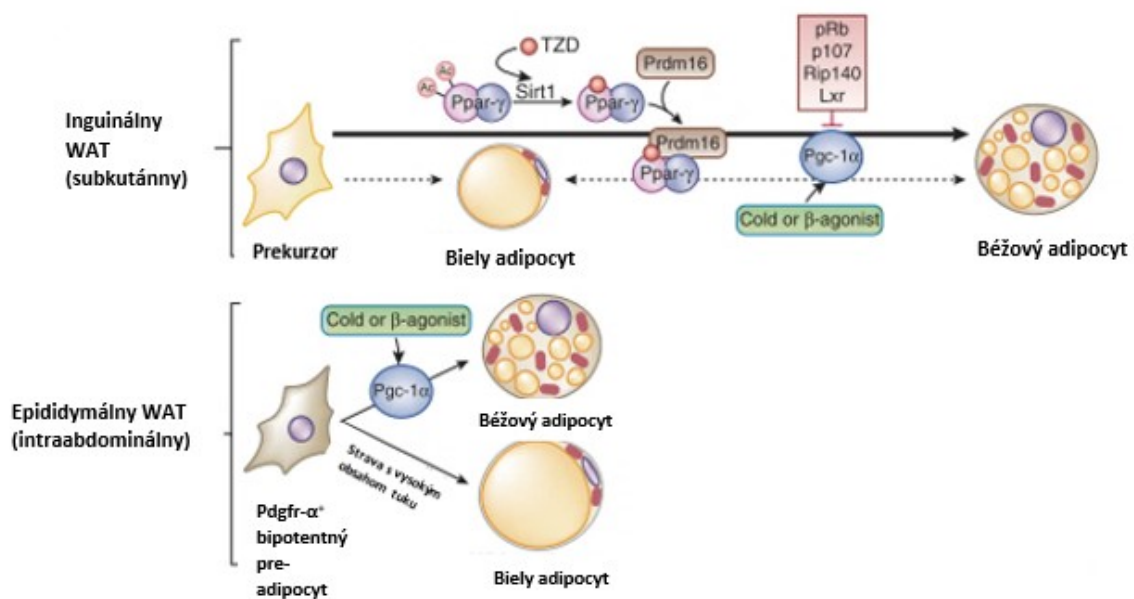 Inguinálny
WAT
(subkutánny)
Prekurzor
Ac
Ac
Ppar-γ
TZD
Sirt1
Ppar-γ
Prdm16
Prdm16
Ppar-γ
pRb
p107
Rip140
Lxr
Pgc-1α
Cold or β-agonist
Biely adipocyt
Béžový adipocyt
Epididymálny WAT
(intraabdominálny)
Cold or β-agonist
Pgc-1α
Béžový adipocyt
Strava s vysokým
obsahom tuku
Pdgfr-α⁺
bipotentný
pre-
adipocyt
Biely adipocyt